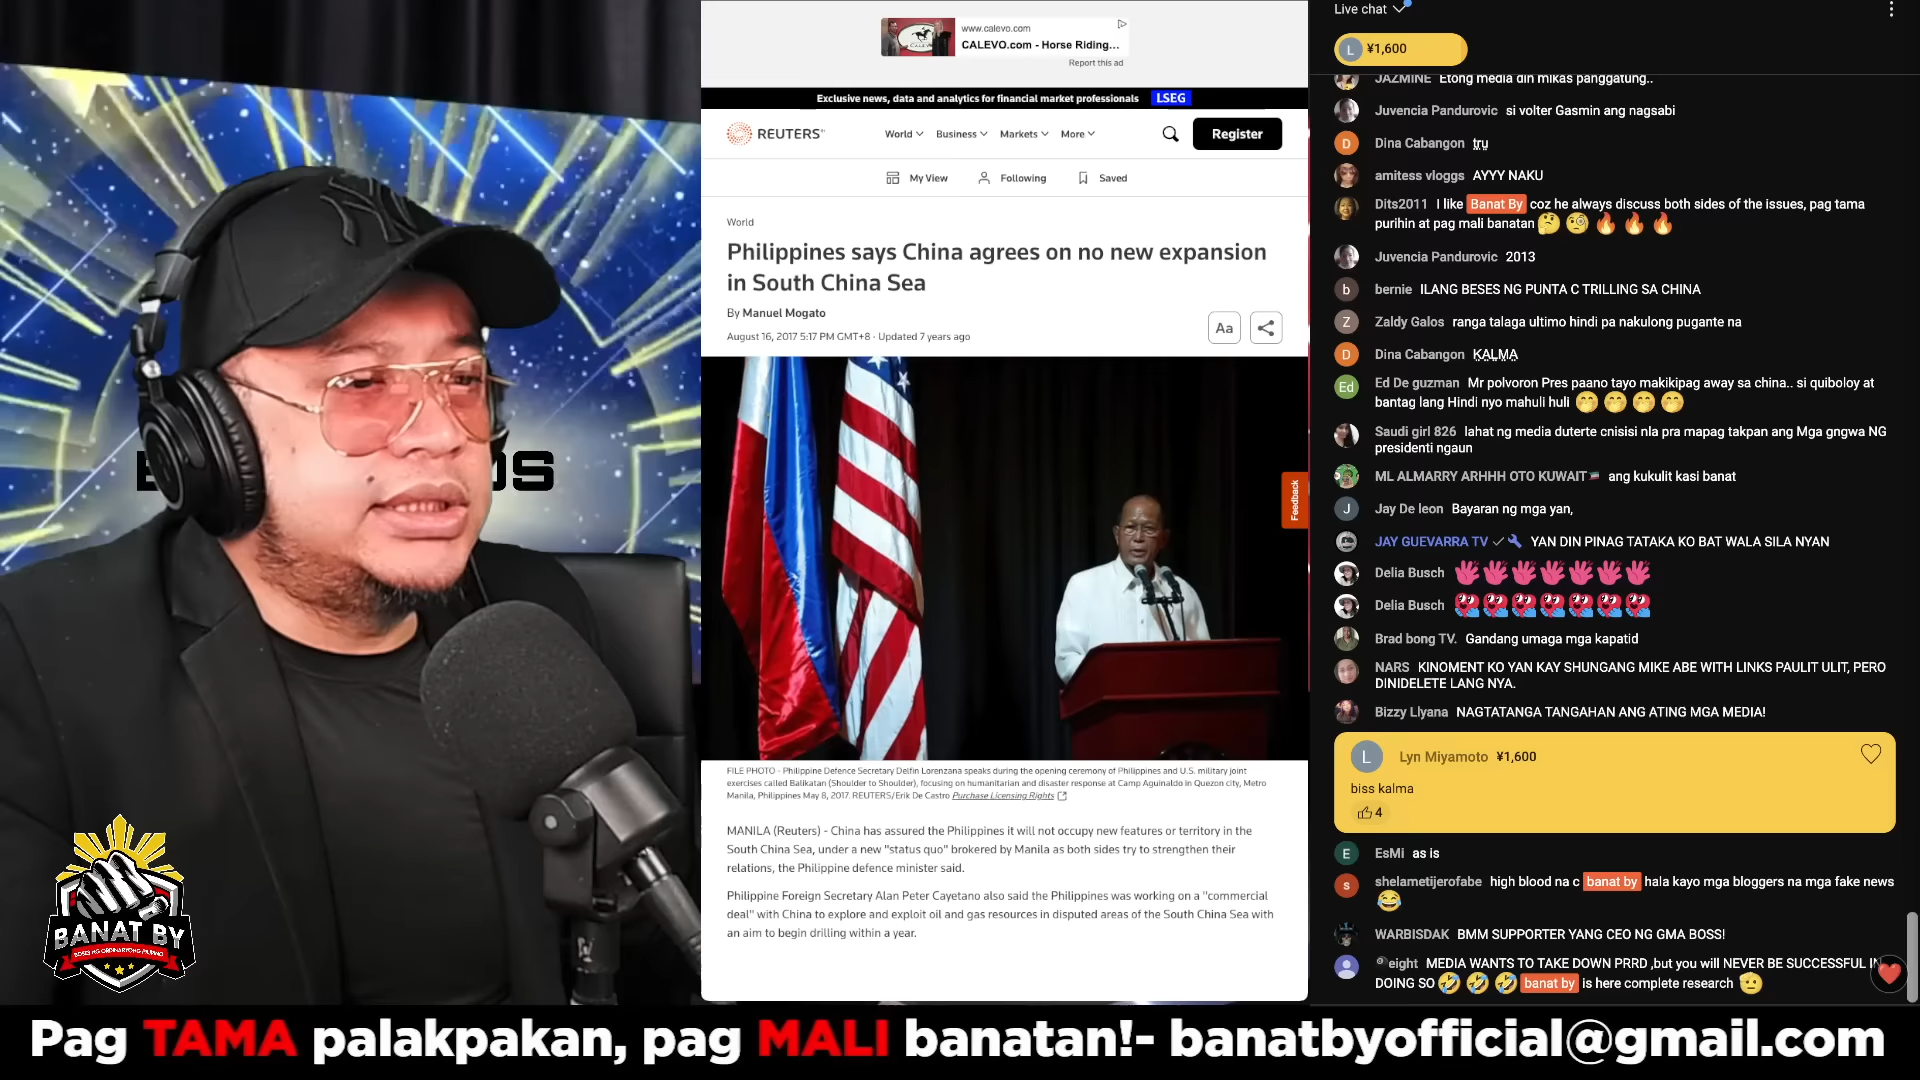 www.calevo.com
CALEVO.com - Horse Riding...
Report this ad
Exclusive news, data and analytics for financial market professionals LSEG
REUTERS
World Business Markets More
Register
My View Following Saved
World
Philippines says China agrees on no new expansion
in South China Sea
By Manuel Mogato
August 16, 2017 5:17 PM GMT+8 · Updated 7 years ago
Aa
Feedback
FILE PHOTO - Philippine Defence Secretary Delfin Lorenzana speaks during the opening ceremony of Philippines and U.S. military joint
exercises called Balikatan (Shoulder to Shoulder), focusing on humanitarian and disaster response at Camp Aguinaldo in Quezon city, Metro
Manila, Philippines May 8, 2017. REUTERS/Erik De Castro Purchase Licensing Rights
MANILA (Reuters) - China has assured the Philippines it will not occupy new features or territory in the
South China Sea, under a new "status quo" brokered by Manila as both sides try to strengthen their
relations, the Philippine defence minister said.
Philippine Foreign Secretary Alan Peter Cayetano also said the Philippines was working on a "commercial
deal" with China to explore and exploit oil and gas resources in disputed areas of the South China Sea with
an aim to begin drilling within a year.
Live chat
L ¥1,600
JAZMINE Etong media din mikas panggatung..
Juvencia Pandurovic si volter Gasmin ang nagsabi
D Dina Cabangon tru
amitess vloggs AYYY NAKU
Dits2011 I like Banat By coz he always discuss both sides of the issues, pag tama
purihin at pag mali banatan 🤔 🧐 🔥 🔥 🔥
Juvencia Pandurovic 2013
b bernie ILANG BESES NG PUNTA C TRILLING SA CHINA
Z Zaldy Galos ranga talaga ultimo hindi pa nakulong pugante na
D Dina Cabangon KALMA
Ed Ed De guzman Mr polvoron Pres paano tayo makikipag away sa china.. si quiboloy at
bantag lang Hindi nyo mahuli huli 🤭 🤭 🤭 🤭
Saudi girl 826 lahat ng media duterte cnisisi nla pra mapag takpan ang Mga gngwa NG
presidenti ngaun
ML ALMARRY ARHHH OTO KUWAIT🇰🇼 ang kukulit kasi banat
J Jay De leon Bayaran ng mga yan,
JAY GUEVARRA TV YAN DIN PINAG TATAKA KO BAT WALA SILA NYAN
Delia Busch
Delia Busch
Brad bong TV. Gandang umaga mga kapatid
NARS KINOMENT KO YAN KAY SHUNGANG MIKE ABE WITH LINKS PAULIT ULIT, PERO
DINIDELETE LANG NYA.
Bizzy Llyana NAGTATANGA TANGAHAN ANG ATING MGA MEDIA!
L Lyn Miyamoto ¥1,600
biss kalma
4
E EsMi as is
s shelametijerofabe high blood na c banat by hala kayo mga bloggers na mga fake news
😂
WARBISDAK BMM SUPPORTER YANG CEO NG GMA BOSS!
🎱eight MEDIA WANTS TO TAKE DOWN PRRD ,but you will NEVER BE SUCCESSFUL IN
DOING SO 🤣 🤣 🤣 banat by is here complete research 🫡
BANAT BY
BOSES NG ORDINARYONG PILIPINO
Pag TAMA palakpakan, pag MALI banatan!- banatbyofficial@gmail.com